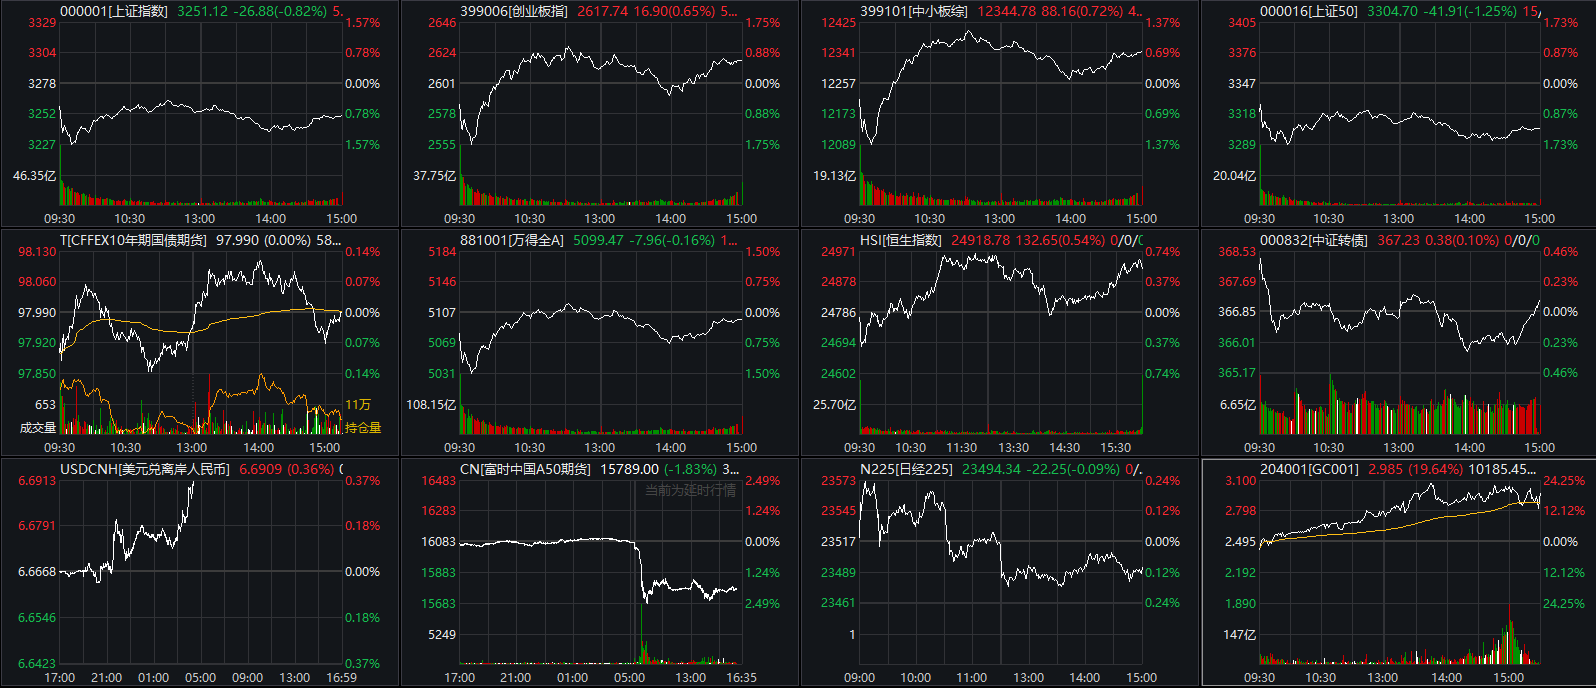 000001[上证指数] 3251.12 -26.88(-0.82%) 5..
3329 1.57%
3304 0.78%
3278 0.00%
3252 0.78%
3227 1.57%
46.35亿
09:30 10:30 13:00 14:00 15:00
399006[创业板指] 2617.74 16.90(0.65%) 5...
2646 1.75%
2624 0.88%
2601 0.00%
2578 0.88%
2555 1.75%
37.75亿
09:30 10:30 13:00 14:00 15:00
399101[中小板综] 12344.78 88.16(0.72%) 4..
12425 1.37%
12341 0.69%
12257 0.00%
12173 0.69%
12089 1.37%
19.13亿
09:30 10:30 13:00 14:00 15:00
000016[上证50] 3304.70 -41.91(-1.25%) 15/
3405 1.73%
3376 0.87%
3347 0.00%
3318 0.87%
3289 1.73%
20.04亿
09:30 10:30 13:00 14:00 15:00
T[CFFEX10年期国债期货] 97.990 (0.00%) 58...
98.130 0.14%
98.060 0.07%
97.990 0.00%
97.920 0.07%
97.850 0.14%
653 11万
成交量 持仓量
09:30 10:30 13:00 14:00 15:00
881001[万得全A] 5099.47 -7.96(-0.16%) 1...
5184 1.50%
5146 0.75%
5107 0.00%
5069 0.75%
5031 1.50%
108.15亿
09:30 10:30 13:00 14:00 15:00
HSI[恒生指数] 24918.78 132.65(0.54%) 0/0/0
24971 0.74%
24878 0.37%
24786 0.00%
24694 0.37%
24602 0.74%
25.70亿
09:30 10:30 11:30 13:30 14:30 15:30
000832[中证转债] 367.23 0.38(0.10%) 0/0/0
368.53 0.46%
367.69 0.23%
366.85 0.00%
366.01 0.23%
365.17 0.46%
6.65亿
09:30 10:30 13:00 14:00 15:00
USDCNH[美元兑离岸人民币] 6.6909 (0.36%) 0
6.6913 0.37%
6.6791 0.18%
6.6668 0.00%
6.6546 0.18%
6.6423 0.37%
17:00 21:00 01:00 05:00 09:00 13:00 16:59
CN[富时中国A50期货] 15789.00 (-1.83%) 3...
当前为延时行情
16483 2.49%
16283 1.24%
16083 0.00%
15883 1.24%
15683 2.49%
5249
17:00 21:00 01:00 05:00 13:00 16:35
N225[日经225] 23494.34 -22.25(-0.09%) 0/..
23573 0.24%
23545 0.12%
23517 0.00%
23489 0.12%
23461 0.24%
1
09:00 10:00 11:00 13:00 14:00 15:00
204001[GC001] 2.985 (19.64%) 10185.45...
3.100 24.25%
2.798 12.12%
2.495 0.00%
2.192 12.12%
1.890 24.25%
147亿
09:30 10:30 13:00 14:00 15:00